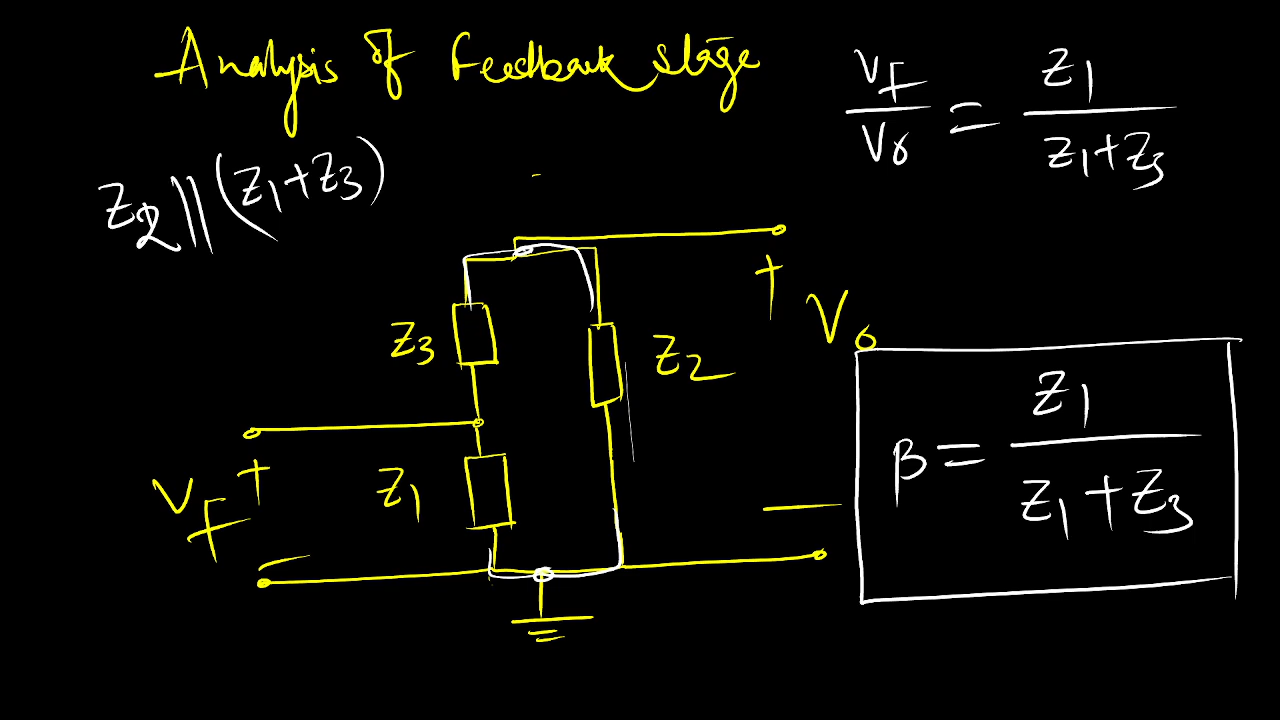 Analysis of Feedback stage
VF/Vo = Z1/(Z1+Z3)
Z2||(Z1+Z3)
+
Z3
Vo
Z2
β = Z1/(Z1+Z3)
+
VF
Z1
—
—